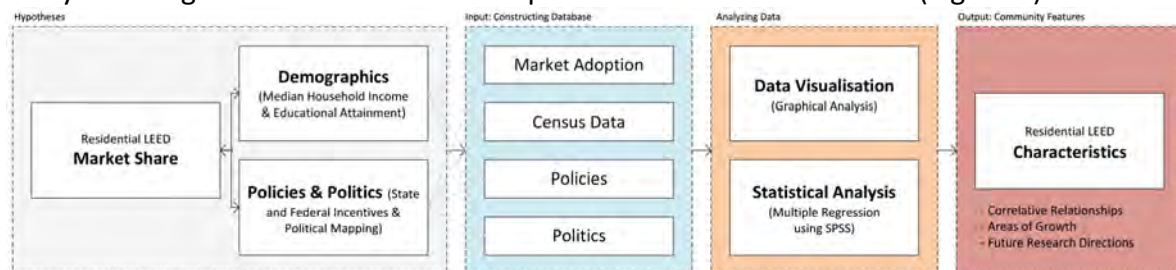 Hypotheses
Input: Constructing Database
Analyzing Data
Output: Community Features
Residential LEED
Market Share
Demographics
(Median Household Income
& Educational Attainment)
Policies & Politics (State
and Federal Incentives &
Political Mapping)
Market Adoption
Census Data
Policies
Politics
Data Visualisation
(Graphical Analysis)
Statistical Analysis
(Multiple Regression
using SPSS)
Residential LEED
Characteristics
- Correlative Relationships
- Areas of Growth
- Future Research Directions